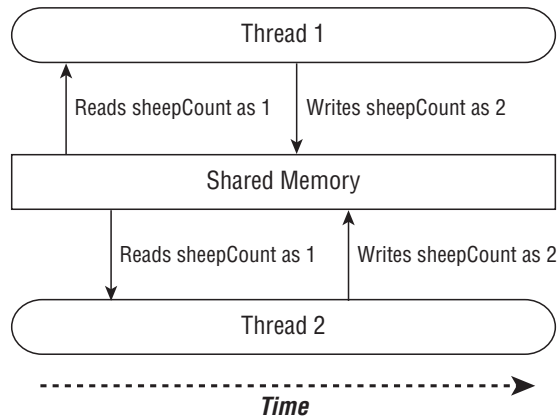 Thread 1
Reads sheepCount as 1
Writes sheepCount as 2
Shared Memory
Reads sheepCount as 1
Writes sheepCount as 2
Thread 2
Time